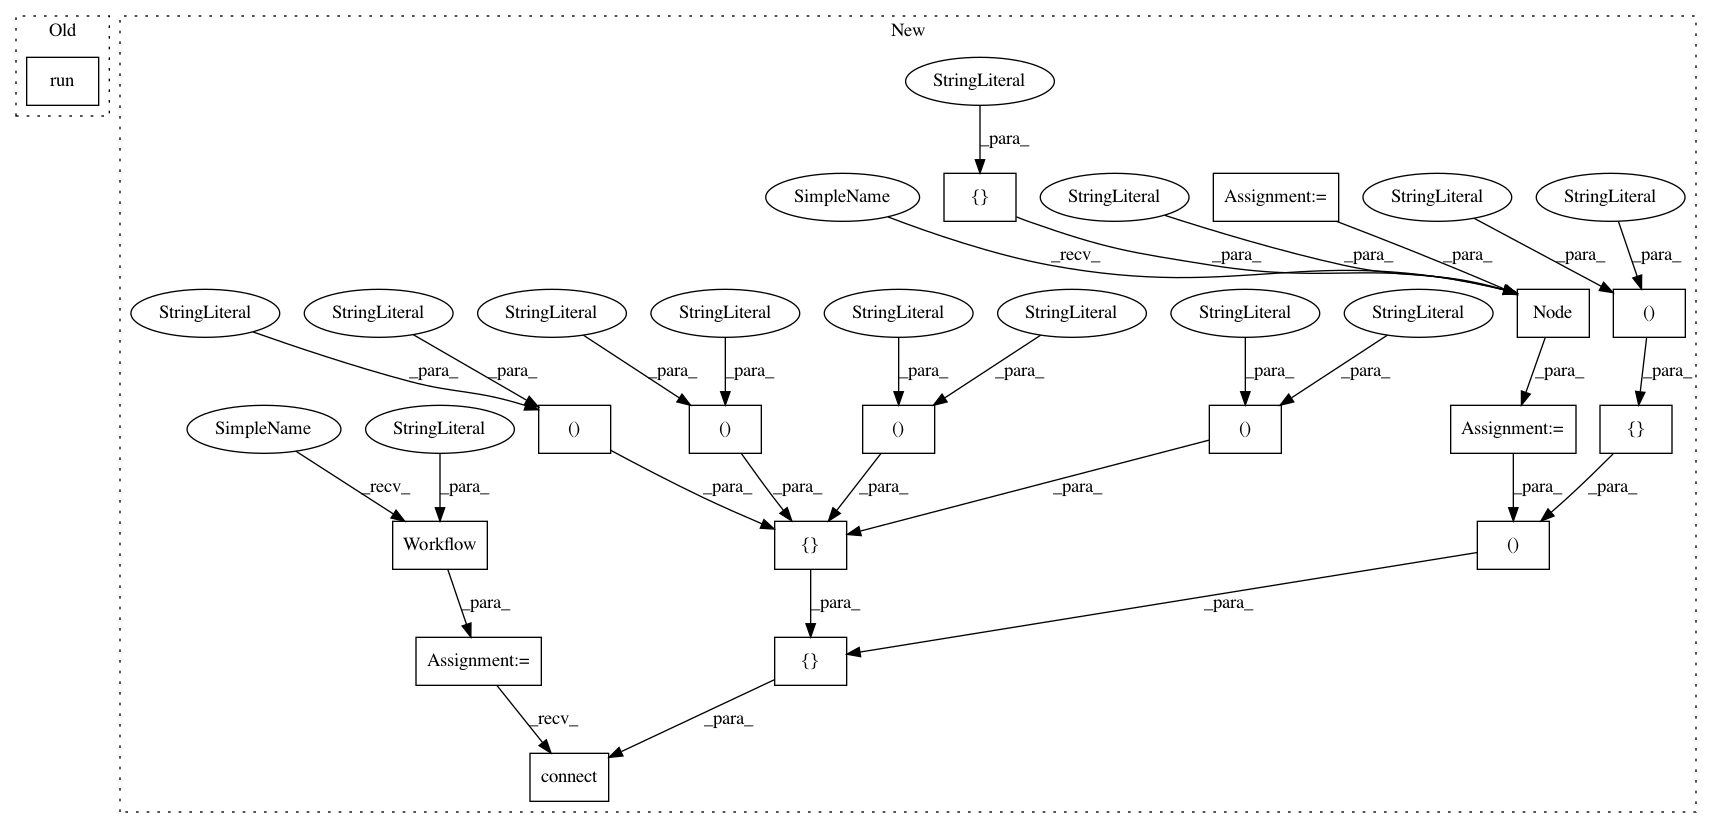 Old
New
run
StringLiteral
_para_
SimpleName
{}
StringLiteral
Assignment:=
StringLiteral
StringLiteral
_recv_
_para_
_para_
_para_
_para_
_para_
StringLiteral
StringLiteral
StringLiteral
StringLiteral
StringLiteral
StringLiteral
StringLiteral
StringLiteral
Node
()
_para_
_para_
_para_
_para_
_para_
_para_
_para_
_para_
_para_
_para_
SimpleName
StringLiteral
()
()
()
()
Assignment:=
{}
_recv_
_para_
_para_
_para_
_para_
_para_
_para_
_para_
Workflow
{}
()
_para_
_para_
_para_
Assignment:=
{}
_recv_
_para_
connect